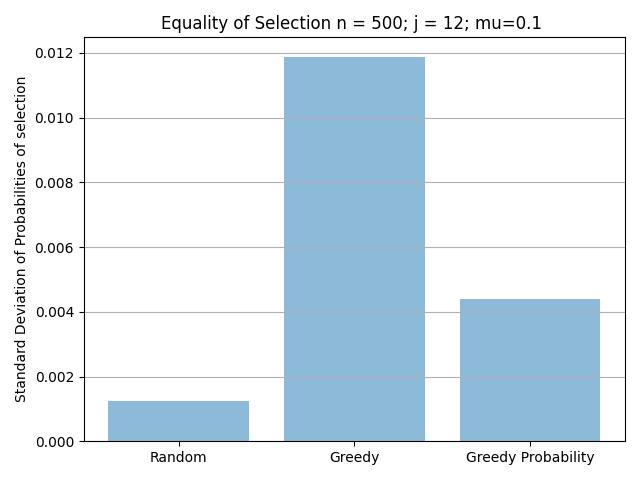 Equality of Selection n = 500; j = 12; mu=0.1
Standard Deviation of Probabilities of selection
0.012
0.010
0.008
0.006
0.004
0.002
0.000
Random Greedy Greedy Probability